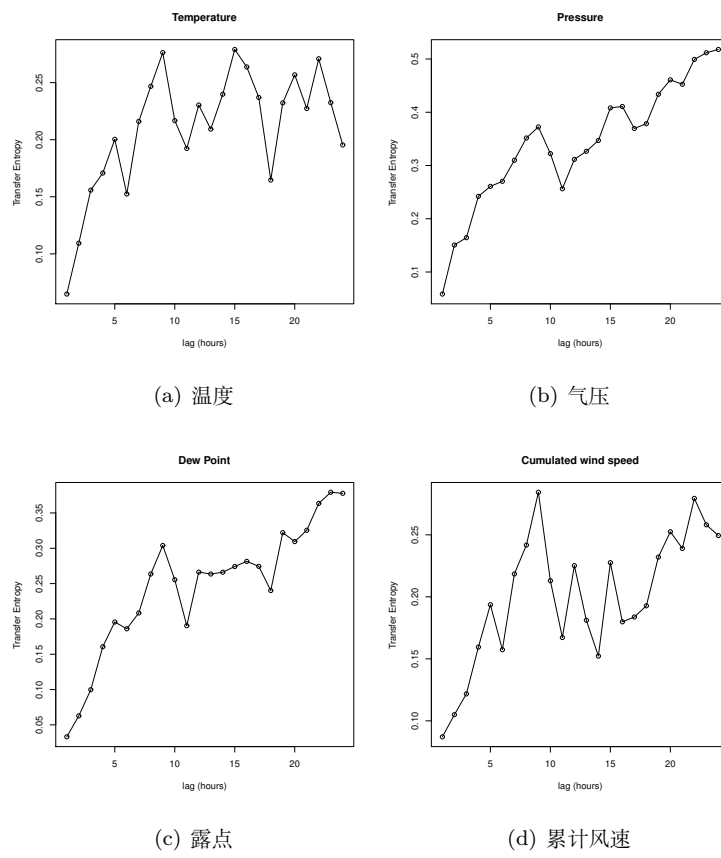 Temperature
Transfer Entropy
0.10 0.15 0.20 0.25
5 10 15 20
lag (hours)
(a) 温度
Pressure
Transfer Entropy
0.1 0.2 0.3 0.4 0.5
5 10 15 20
lag (hours)
(b) 气压
Dew Point
Transfer Entropy
0.05 0.10 0.15 0.20 0.25 0.30 0.35
5 10 15 20
lag (hours)
(c) 露点
Cumulated wind speed
Transfer Entropy
0.10 0.15 0.20 0.25
5 10 15 20
lag (hours)
(d) 累计风速